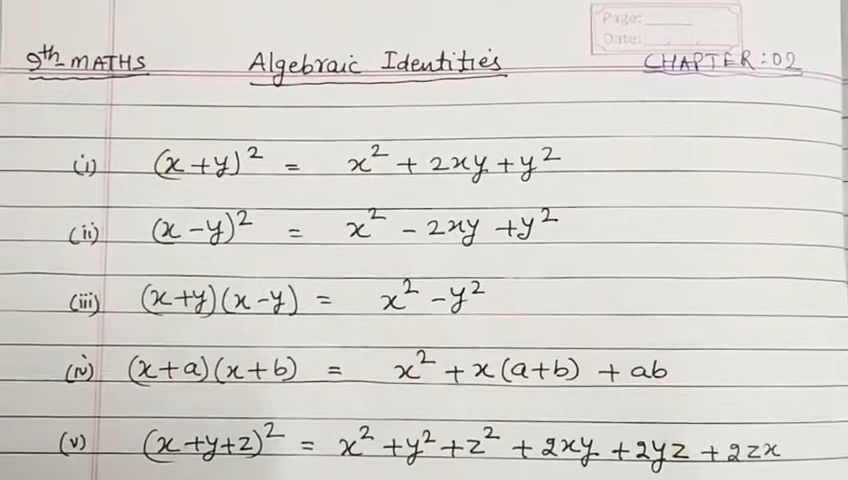 Page:
Date:
9th MATHS Algebraic Identities CHAPTER:02
(i) (x+y)² = x² + 2xy + y²
(ii) (x-y)² = x² - 2xy + y²
(iii) (x+y)(x-y) = x² - y²
(iv) (x+a)(x+b) = x² + x(a+b) + ab
(v) (x+y+z)² = x² + y² + z² + 2xy + 2yz + 2zx